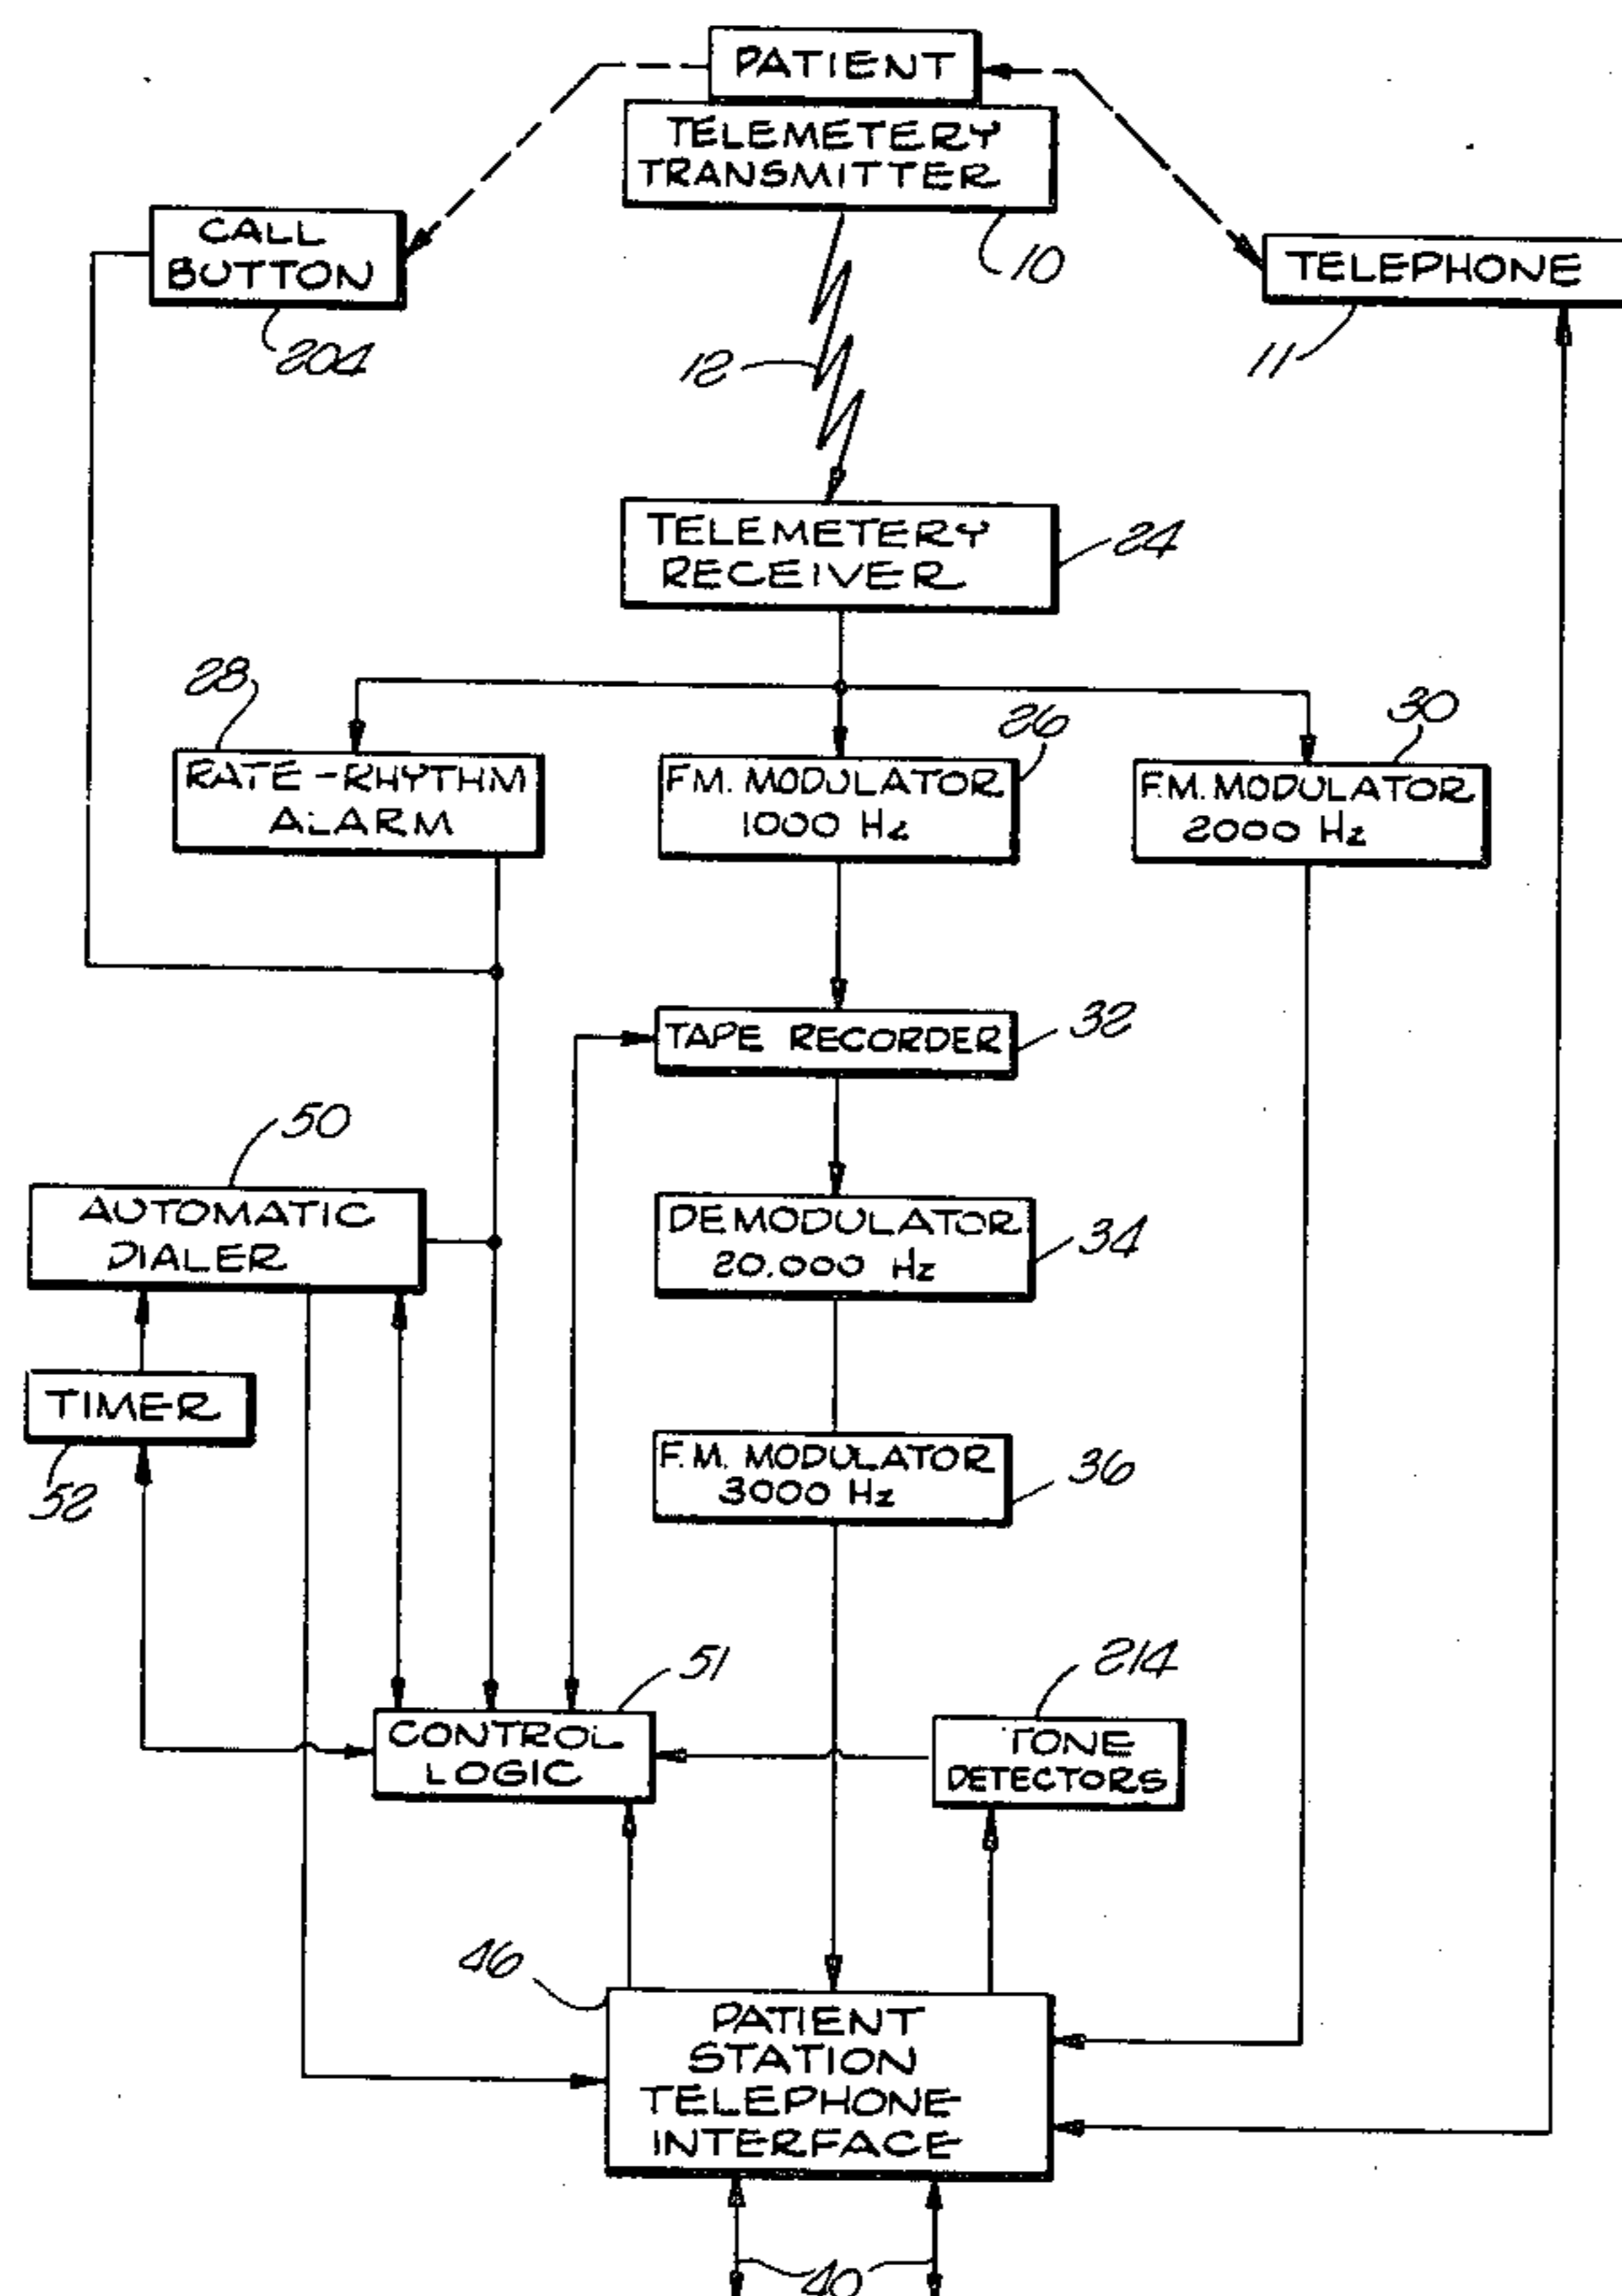 PATIENT
TELEMETERY
TRANSMITTER
10
CALL
BUTTON
204
TELEPHONE
11
12
TELEMETERY
RECEIVER
24
28
RATE-RHYTHM
ALARM
26
F.M. MODULATOR
1000 Hz
30
F.M. MODULATOR
2000 Hz
TAPE RECORDER
32
50
AUTOMATIC
DIALER
DEMODULATOR
20.000 Hz
34
TIMER
52
F.M. MODULATOR
3000 Hz
36
51
CONTROL
LOGIC
214
TONE
DETECTORS
46
PATIENT
STATION
TELEPHONE
INTERFACE
40